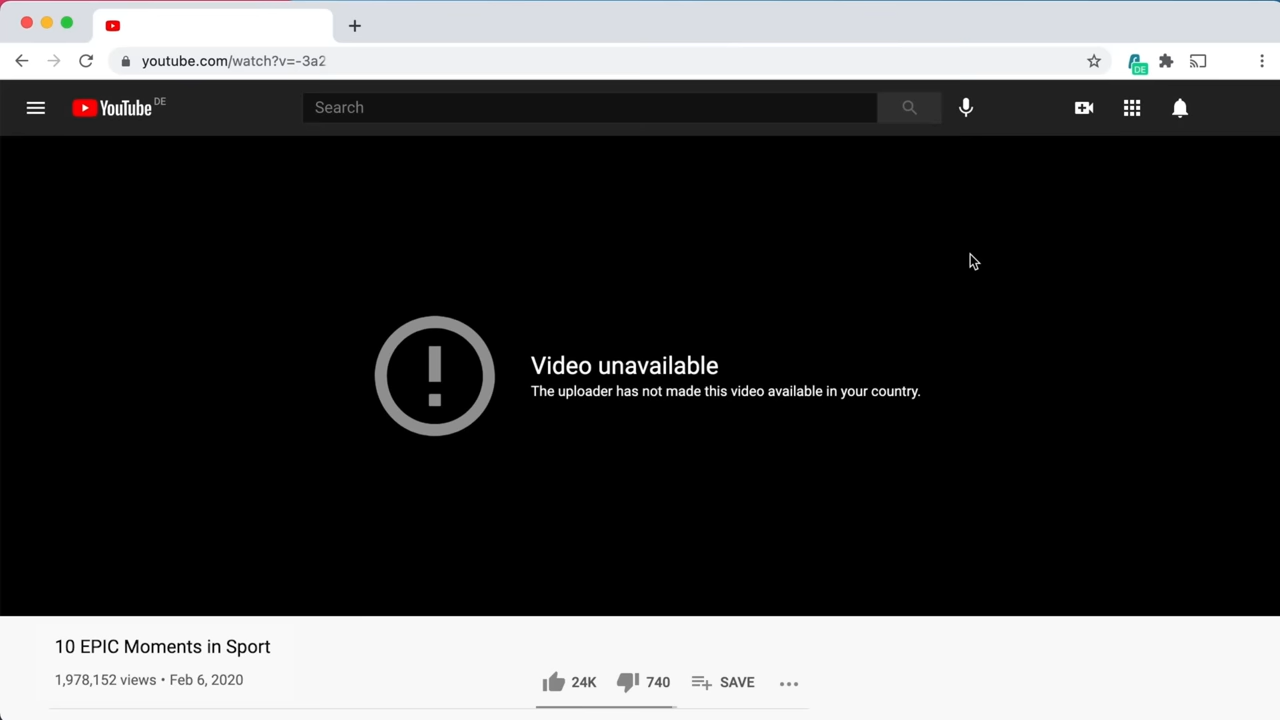 youtube.com/watch?v=-3a2
DE
YouTube DE
Search
Video unavailable
The uploader has not made this video available in your country.
10 EPIC Moments in Sport
1,978,152 views • Feb 6, 2020
24K 740 SAVE